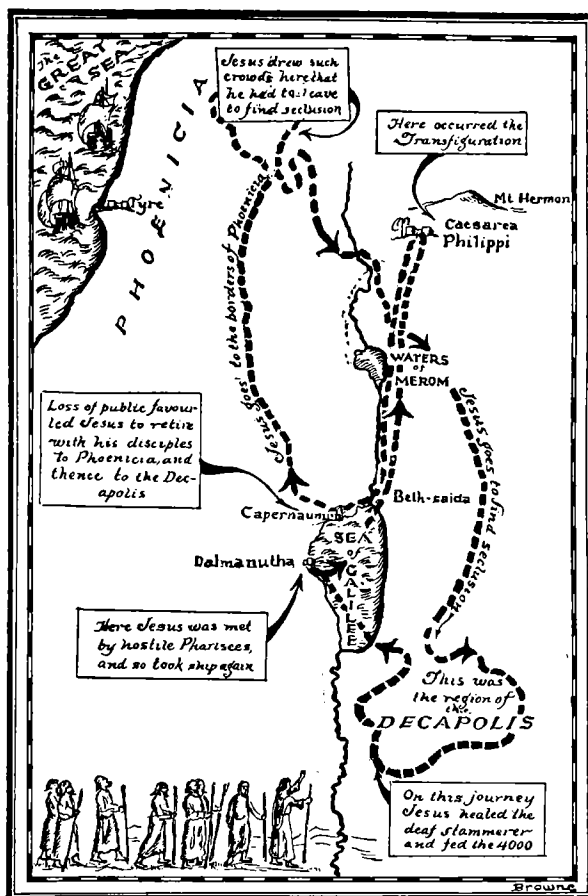 The
GREAT
or SEA
PHOENICIA
Tyre
Jesus drew such
crowds here that
he had to leave
to find seclusion
Here occurred the
Transfiguration
Mt Hermon
Caesarea
Philippi
Jesus goes to the borders of Phoenicia
WATERS
of
MEROM
Jesus goes to find seclusion
Loss of public favour
led Jesus to retire
with his disciples
To Phoenicia, and
thence to the Dec-
apolis
Capernaum
Beth-saida
SEA
of
GALILEE
Dalmanutha
Here Jesus was met
by hostile Pharisees,
and so took ship again
This was
the region of
the
DECAPOLIS
On this journey
Jesus healed the
deaf stammerer
and fed the 4000
Browne